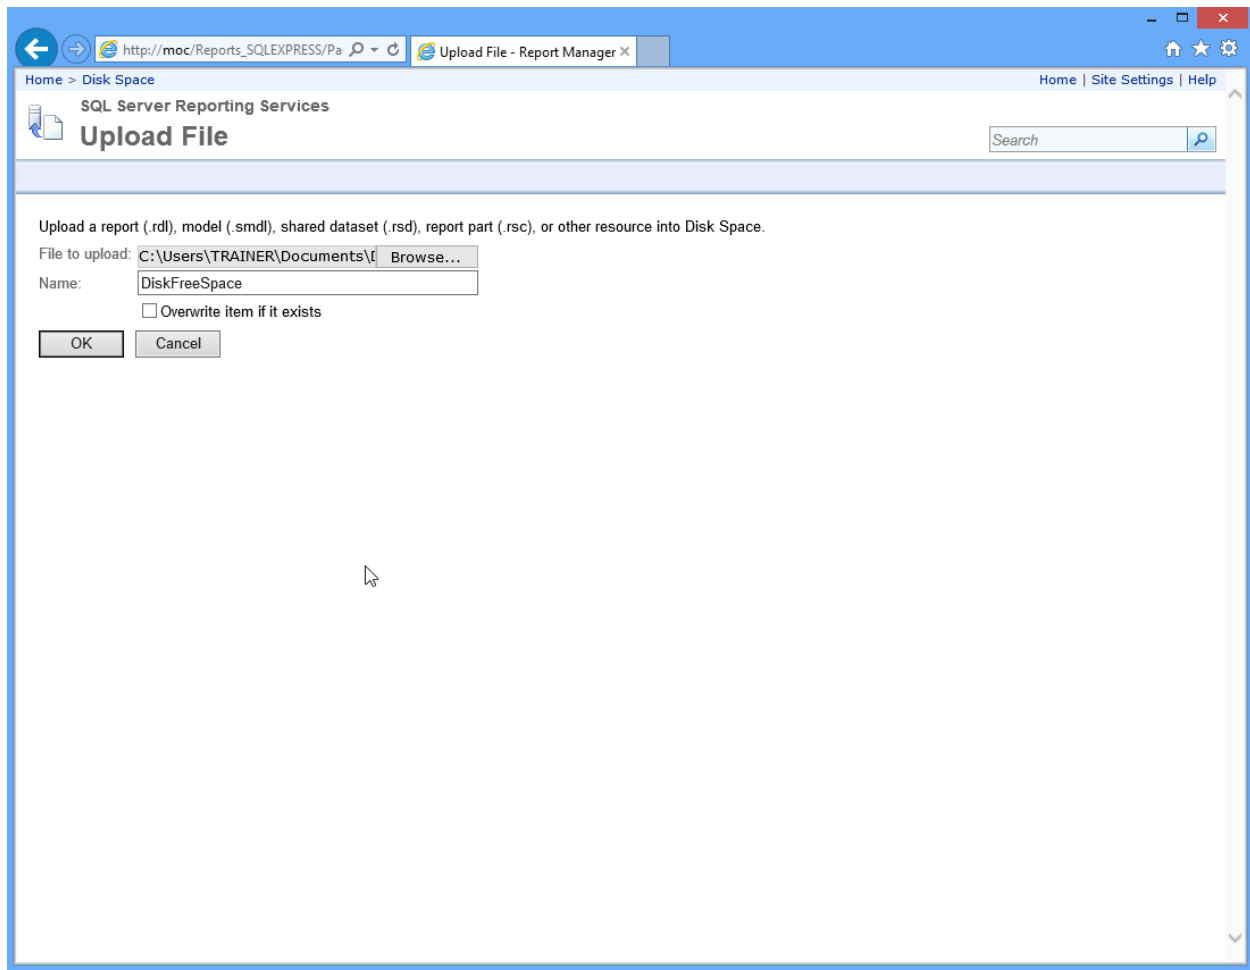 http://moc/Reports_SQLEXPRESS/Pa
Upload File - Report Manager
Home > Disk Space
Home | Site Settings | Help
SQL Server Reporting Services
Upload File
Search
Upload a report (.rdl), model (.smdl), shared dataset (.rsd), report part (.rsc), or other resource into Disk Space.
File to upload: C:\Users\TRAINER\Documents\ Browse...
Name: DiskFreeSpace
Overwrite item if it exists
OK Cancel